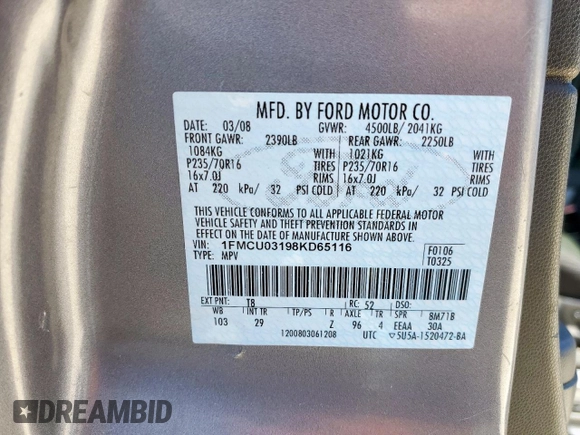 MFD. BY FORD MOTOR CO.
DATE: 03/08 GVWR: 4500LB/ 2041KG
FRONT GAWR: 2390LB REAR GAWR: 2250LB
1084KG WITH 1021KG WITH
P235/70R16 TIRES P235/70R16 TIRES
16x7.0J RIMS 16x7.0J RIMS
AT 220 kPa/ 32 PSI COLD AT 220 kPa/ 32 PSI COLD
THIS VEHICLE CONFORMS TO ALL APPLICABLE FEDERAL MOTOR
VEHICLE SAFETY AND THEFT PREVENTION STANDARDS IN
EFFECT ON THE DATE OF MANUFACTURE SHOWN ABOVE.
VIN: 1FMCU03198KD65116 F0106
TYPE: MPV T0325
EXT PNT: T8 RC: 52 DSO:
WB INT TR TP/PS R AXLE TR SPR BM71B
103 29 Z 96 4 EEAA 30A
1200803061208 UTC 5U5A-1520472-BA
DREAMBID